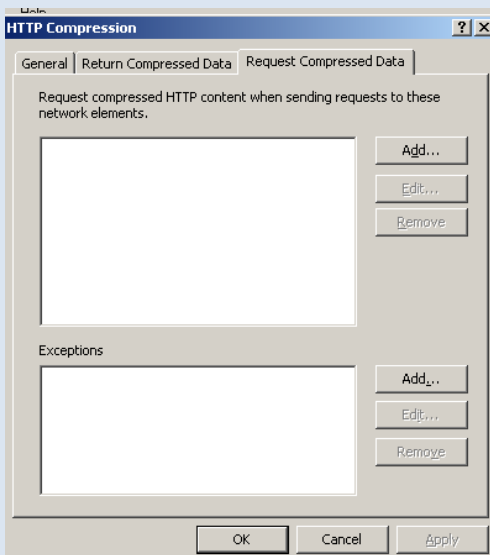 Help
HTTP Compression
General
Return Compressed Data
Request Compressed Data
Request compressed HTTP content when sending requests to these
network elements.
Add...
Edit...
Remove
Exceptions
Add...
Edit...
Remove
OK
Cancel
Apply